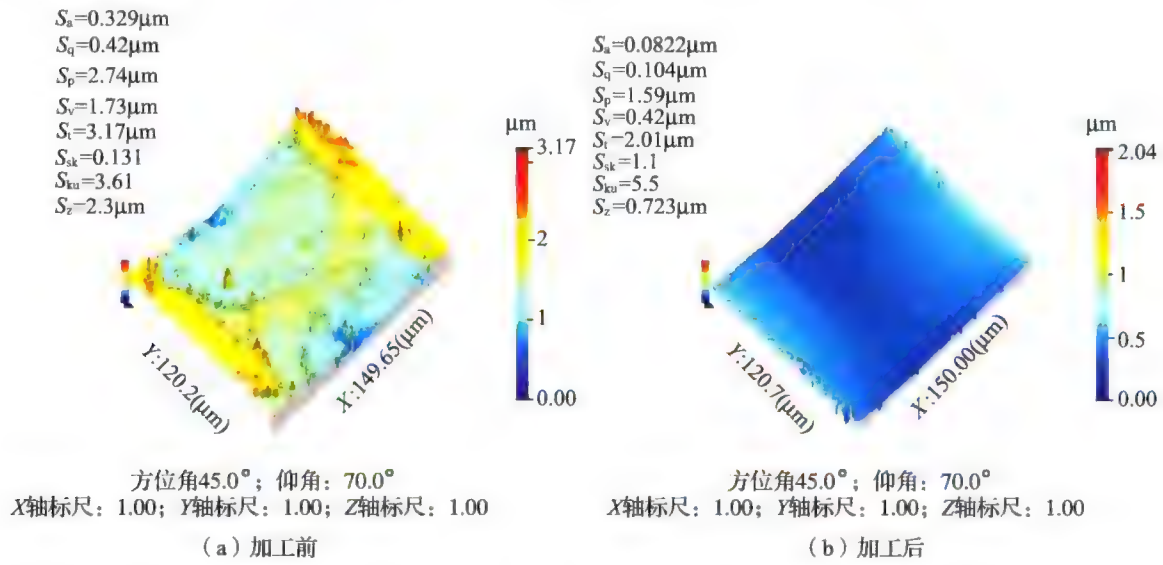 Sa=0.329μm
Sq=0.42μm
Sp=2.74μm
Sv=1.73μm
St=3.17μm
Ssk=0.131
Sku=3.61
Sz=2.3μm
μm
3.17
2
1
0.00
Y:120.2(μm)
X:149.65(μm)
方位角45.0°；仰角：70.0°
X轴标尺：1.00；Y轴标尺：1.00；Z轴标尺：1.00
（a）加工前
Sa=0.0822μm
Sq=0.104μm
Sp=1.59μm
Sv=0.42μm
St=2.01μm
Ssk=1.1
Sku=5.5
Sz=0.723μm
μm
2.04
1.5
1
0.5
0.00
Y:120.7(μm)
X:150.00(μm)
方位角45.0°；仰角：70.0°
X轴标尺：1.00；Y轴标尺：1.00；Z轴标尺：1.00
（b）加工后